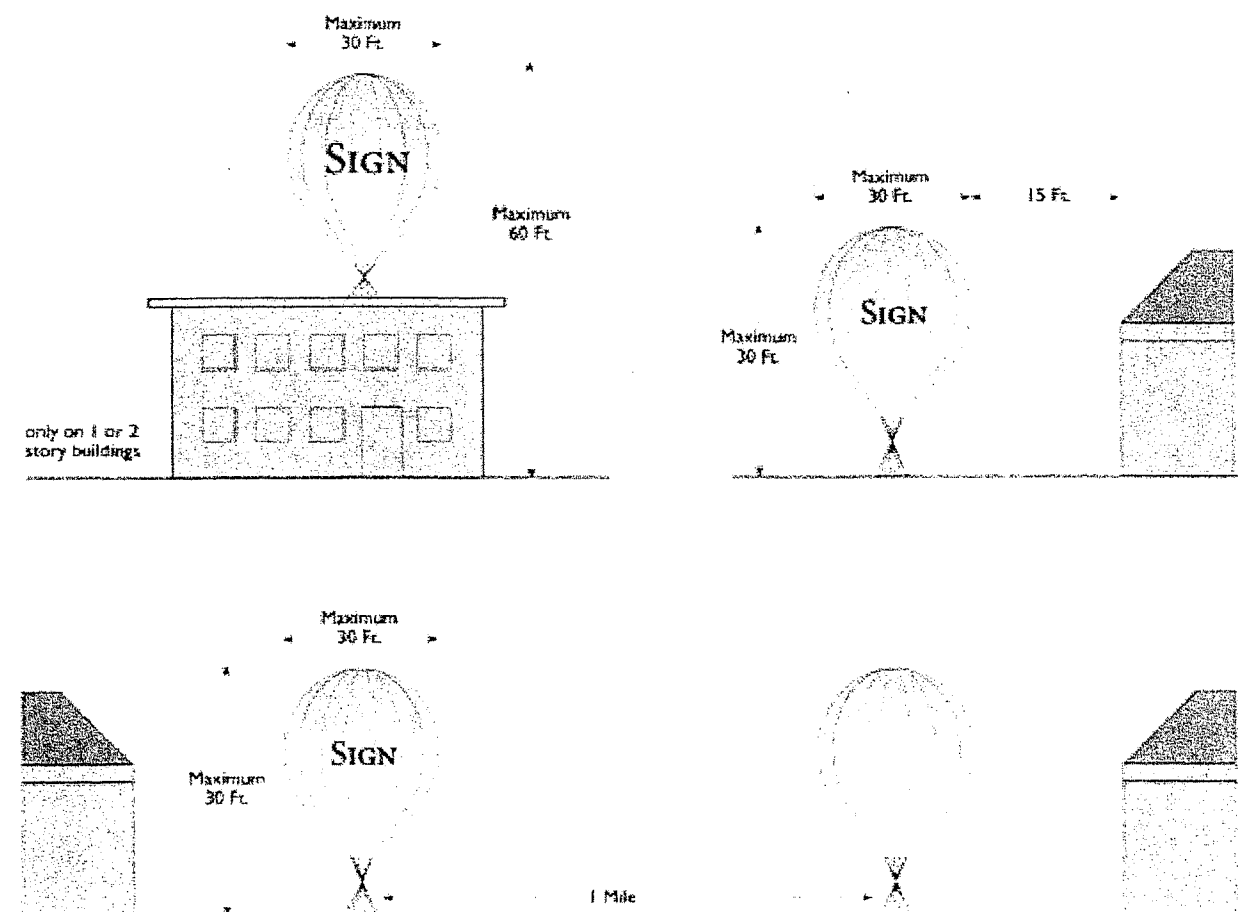 Maximum
30 Ft.
SIGN
Maximum
60 Ft.
only on 1 or 2
story buildings
Maximum
30 Ft.
15 Ft.
SIGN
Maximum
30 Ft.
Maximum
30 Ft.
SIGN
Maximum
30 Ft.
1 Mile